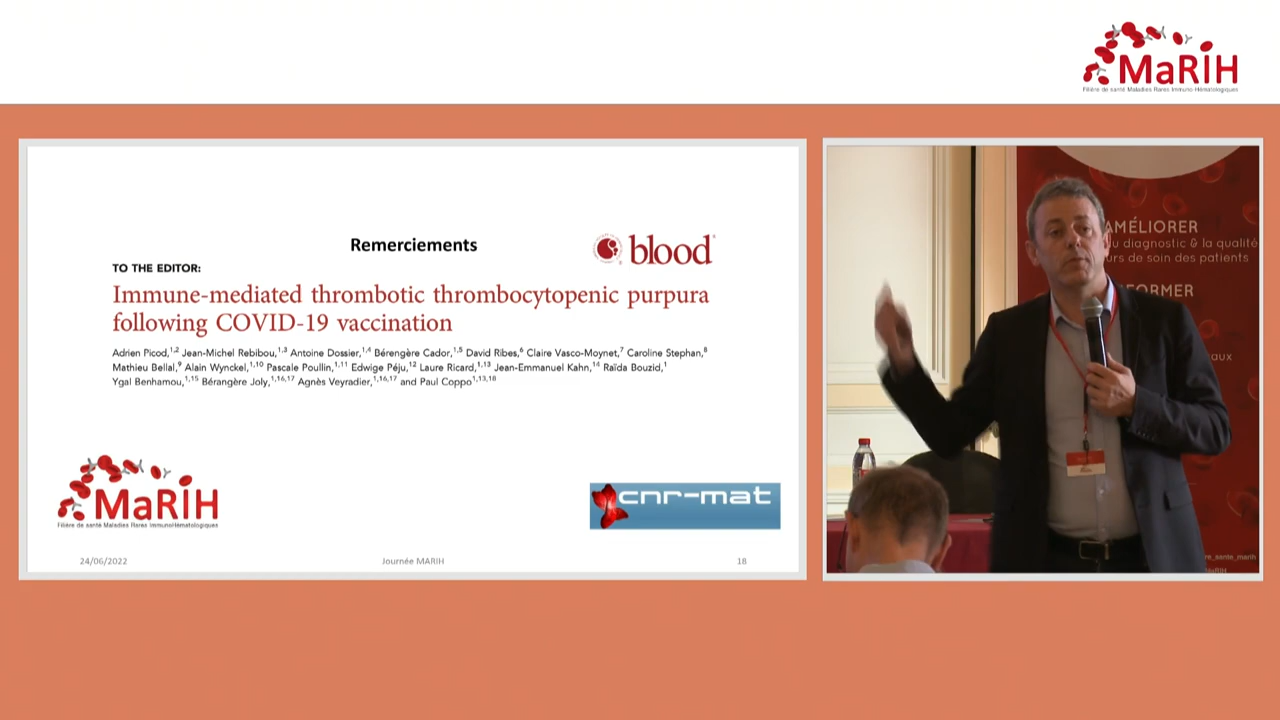 MaRIH
Filière de santé Maladies Rares Immuno-Hématologiques
Remerciements
blood
TO THE EDITOR:
Immune-mediated thrombotic thrombocytopenic purpura
following COVID-19 vaccination
Adrien Picod,1,2 Jean-Michel Rebibou,1,3 Antoine Dossier,1,4 Bérengère Cador,1,5 David Ribes,6 Claire Vasco-Moynet,7 Caroline Stephan,8
Mathieu Bellal,9 Alain Wynckel,1,10 Pascale Poullin,1,11 Edwige Péju,12 Laure Ricard,1,13 Jean-Emmanuel Kahn,14 Raïda Bouzid,1
Ygal Benhamou,1,15 Bérangère Joly,1,16,17 Agnès Veyradier,1,16,17 and Paul Coppo1,13,18
MaRIH
Filière de santé Maladies Rares ImmunoHématologiques
cnr-mat
24/06/2022
Journée MARIH
18
AMÉLIORER
du diagnostic & la qualité
urs de soin des patients
FORMER
aux
re_sante_marih
MaRIH